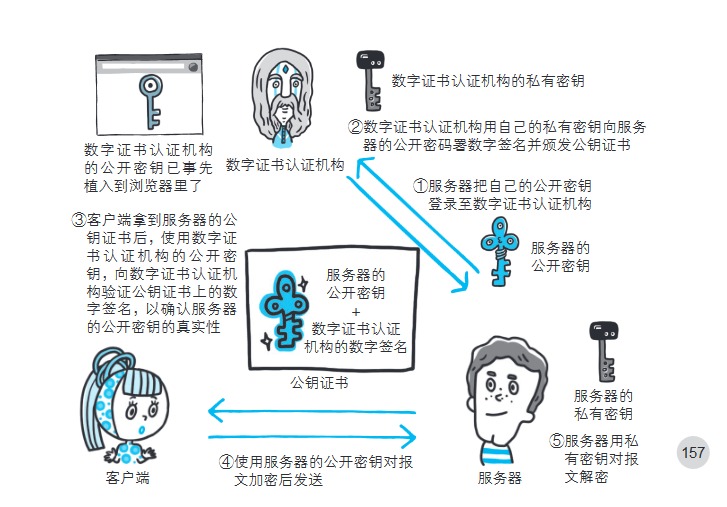 数字证书认证机构的私有密钥
②数字证书认证机构用自己的私有密钥向服务
器的公开密码署数字签名并颁发公钥证书
数字证书认证机构
的公开密钥已事先
植入到浏览器里了
数字证书认证机构
①服务器把自己的公开密钥
登录至数字证书认证机构
③客户端拿到服务器的公
钥证书后，使用数字证
书认证机构的公开密
钥，向数字证书认证机
构验证公钥证书上的数
字签名，以确认服务器
的公开密钥的真实性
服务器的
公开密钥
服务器的
公开密钥
+
数字证书认证
机构的数字签名
公钥证书
服务器的
私有密钥
⑤服务器用私
有密钥对报
文解密
④使用服务器的公开密钥对报
文加密后发送
客户端
服务器
157